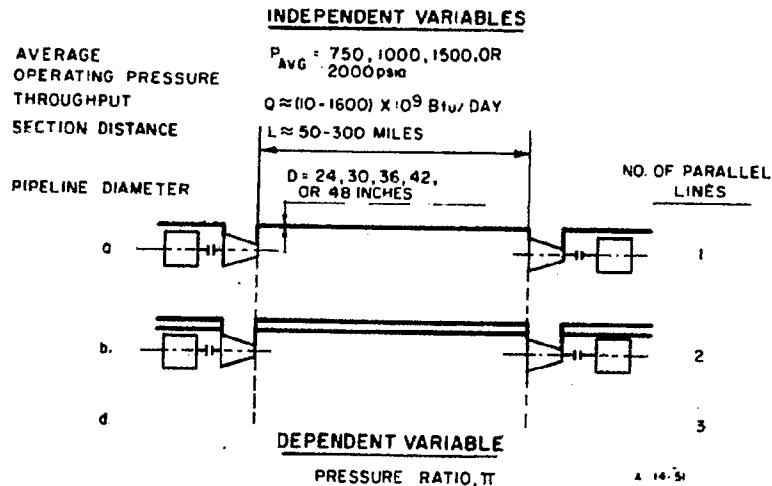 INDEPENDENT VARIABLES
AVERAGE OPERATING PRESSURE
P AVG = 750, 1000, 1500, OR 2000 psia
THROUGHPUT
Q ≈ (10-1600) X 10⁹ Btu/DAY
SECTION DISTANCE
L ≈ 50-300 MILES
PIPELINE DIAMETER
D = 24, 30, 36, 42,
OR 48 INCHES
NO. OF PARALLEL
LINES
a
1
b.
2
d
3
DEPENDENT VARIABLE
PRESSURE RATIO, π